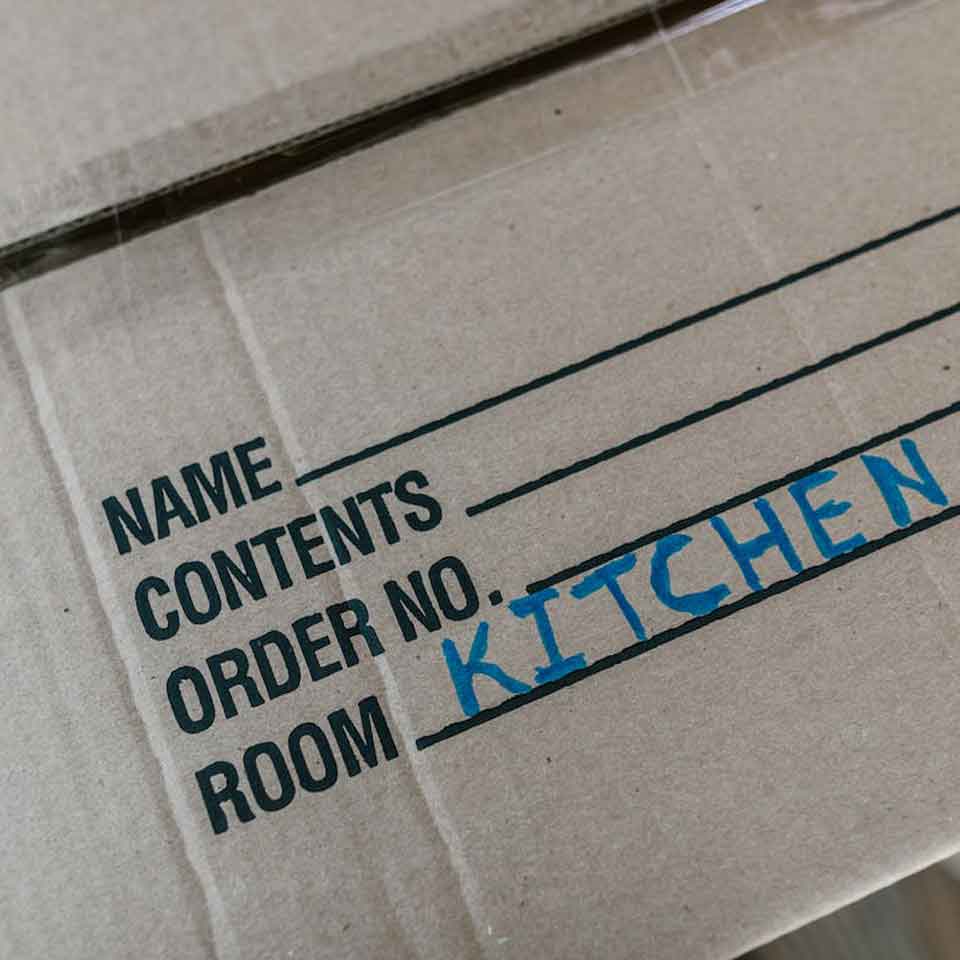 NAME
CONTENTS
ORDER NO.
ROOM KITCHEN